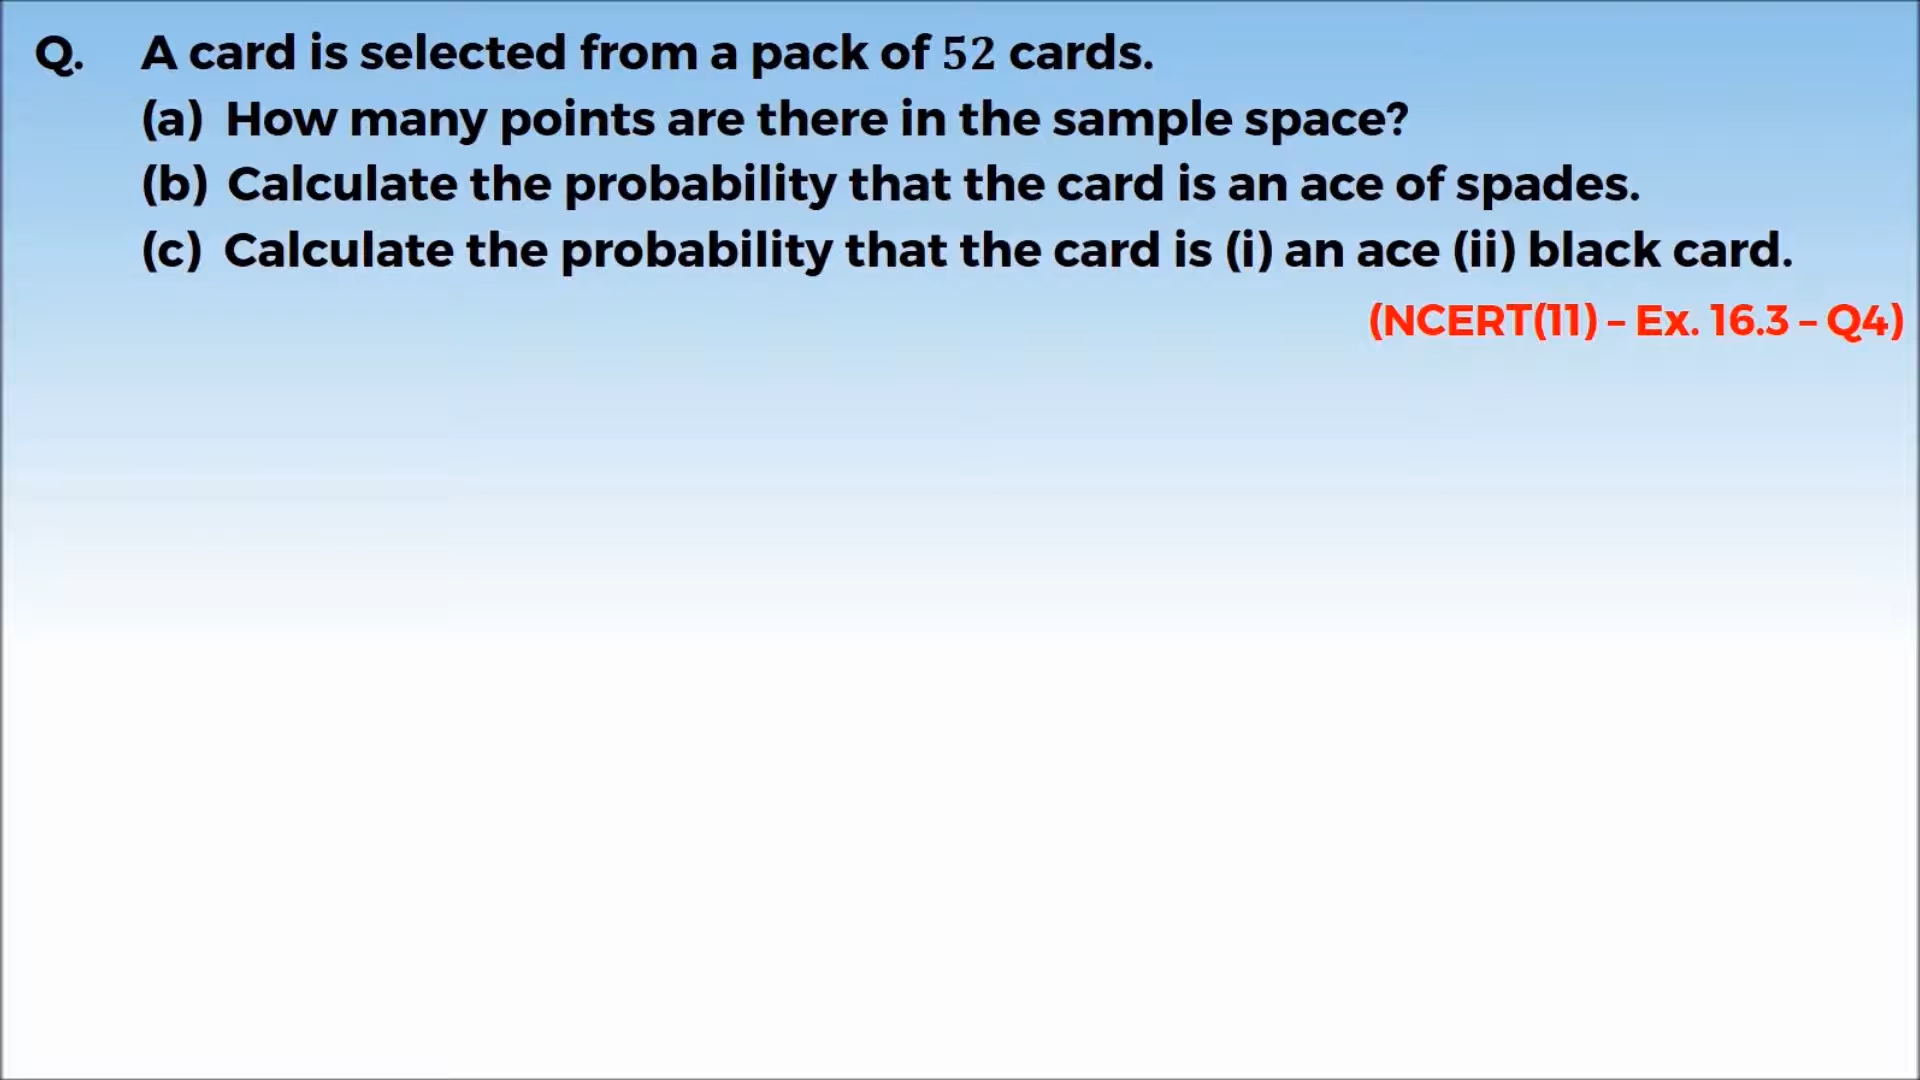 Q. A card is selected from a pack of 52 cards.
(a) How many points are there in the sample space?
(b) Calculate the probability that the card is an ace of spades.
(c) Calculate the probability that the card is (i) an ace (ii) black card.
(NCERT(11) – Ex. 16.3 – Q4)